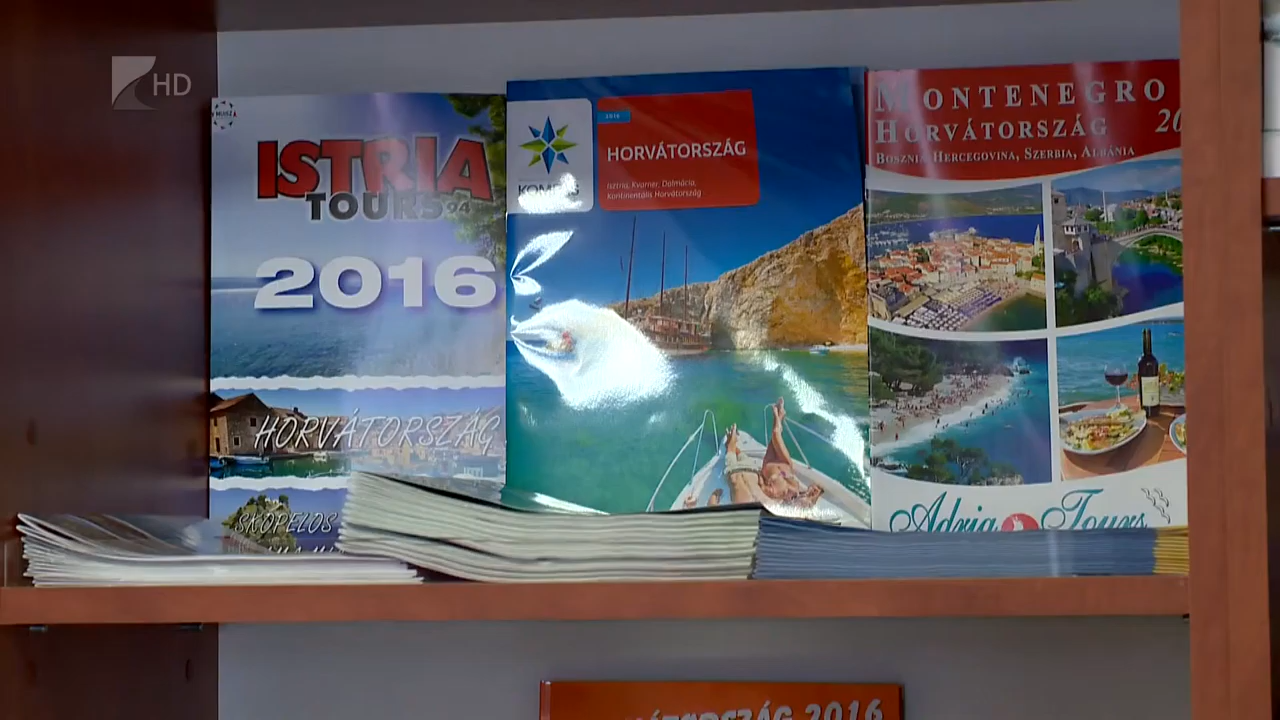 HD
ISTRIA
TOURS 94
2016
HORVÁTORSZÁG
SKOPELOS
2016
HORVÁTORSZÁG
Isztria, Kvarner, Dalmácia,
Kontinentális Horvátország
MONTENEGRO
HORVÁTORSZÁG
BOSZNIA HERCEGOVINA, SZERBIA, ALBÁNIA
Adria Tours
2016